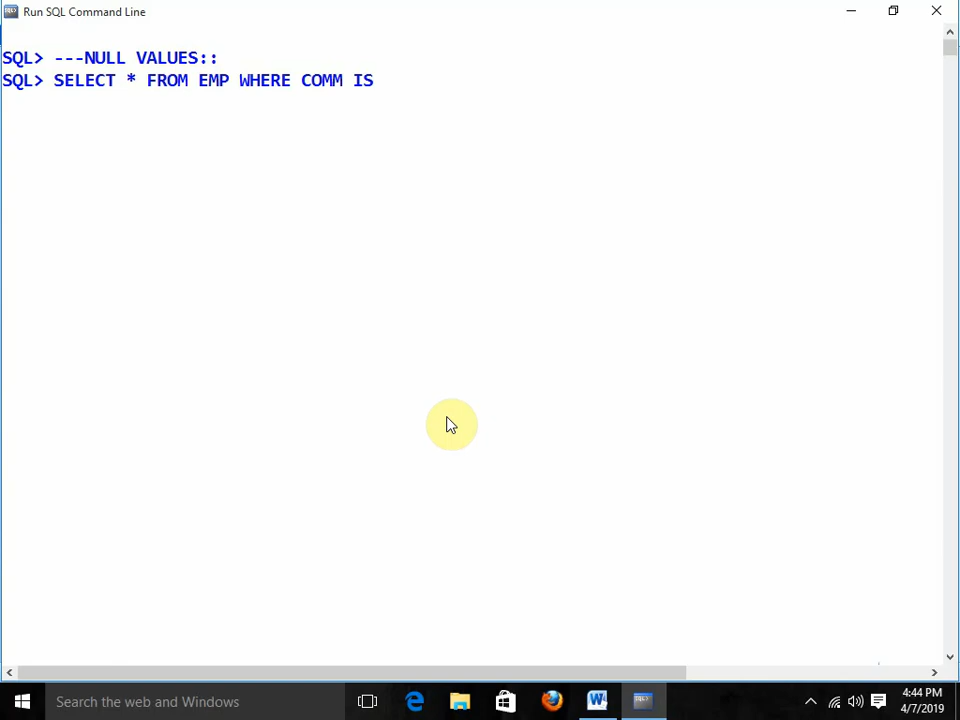 Run SQL Command Line
SQL> ---NULL VALUES::
SQL> SELECT * FROM EMP WHERE COMM IS
Search the web and Windows
4:44 PM
4/7/2019